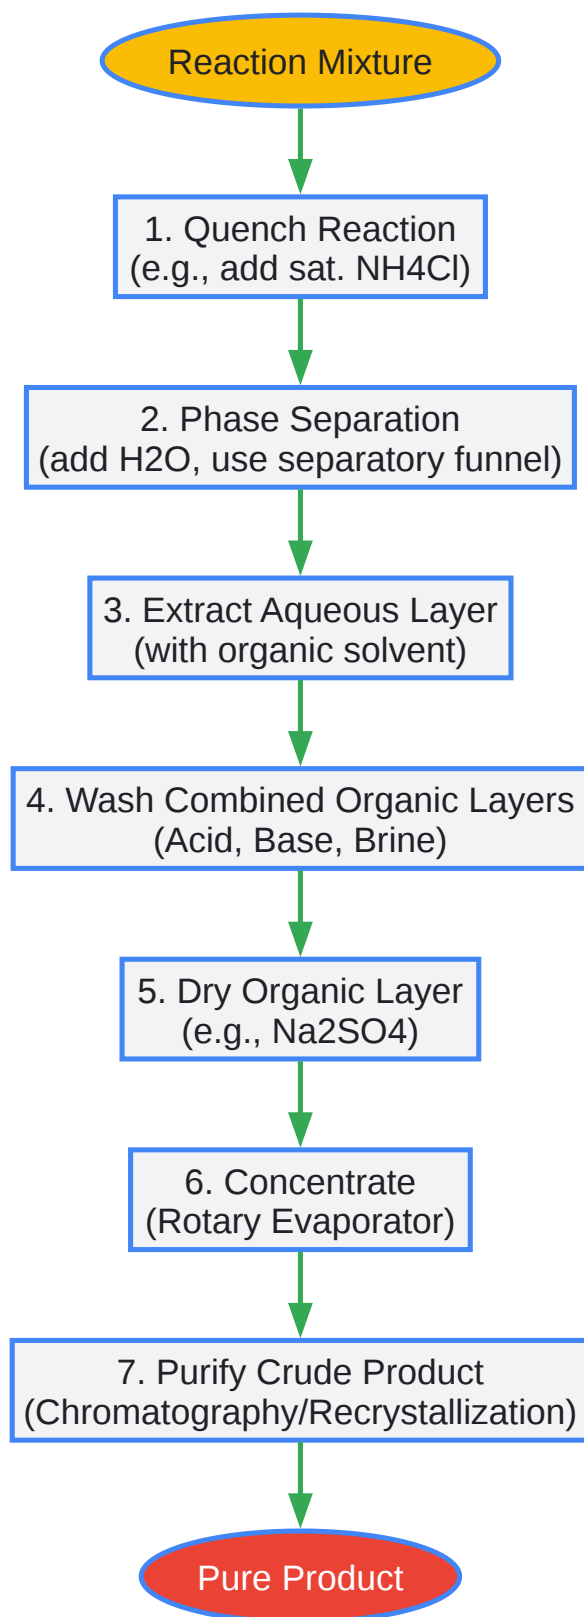 Reaction Mixture
1. Quench Reaction
(e.g., add sat. NH4Cl)
2. Phase Separation
(add H2O, use separatory funnel)
3. Extract Aqueous Layer
(with organic solvent)
4. Wash Combined Organic Layers
(Acid, Base, Brine)
5. Dry Organic Layer
(e.g., Na2SO4)
6. Concentrate
(Rotary Evaporator)
7. Purify Crude Product
(Chromatography/Recrystallization)
Pure Product